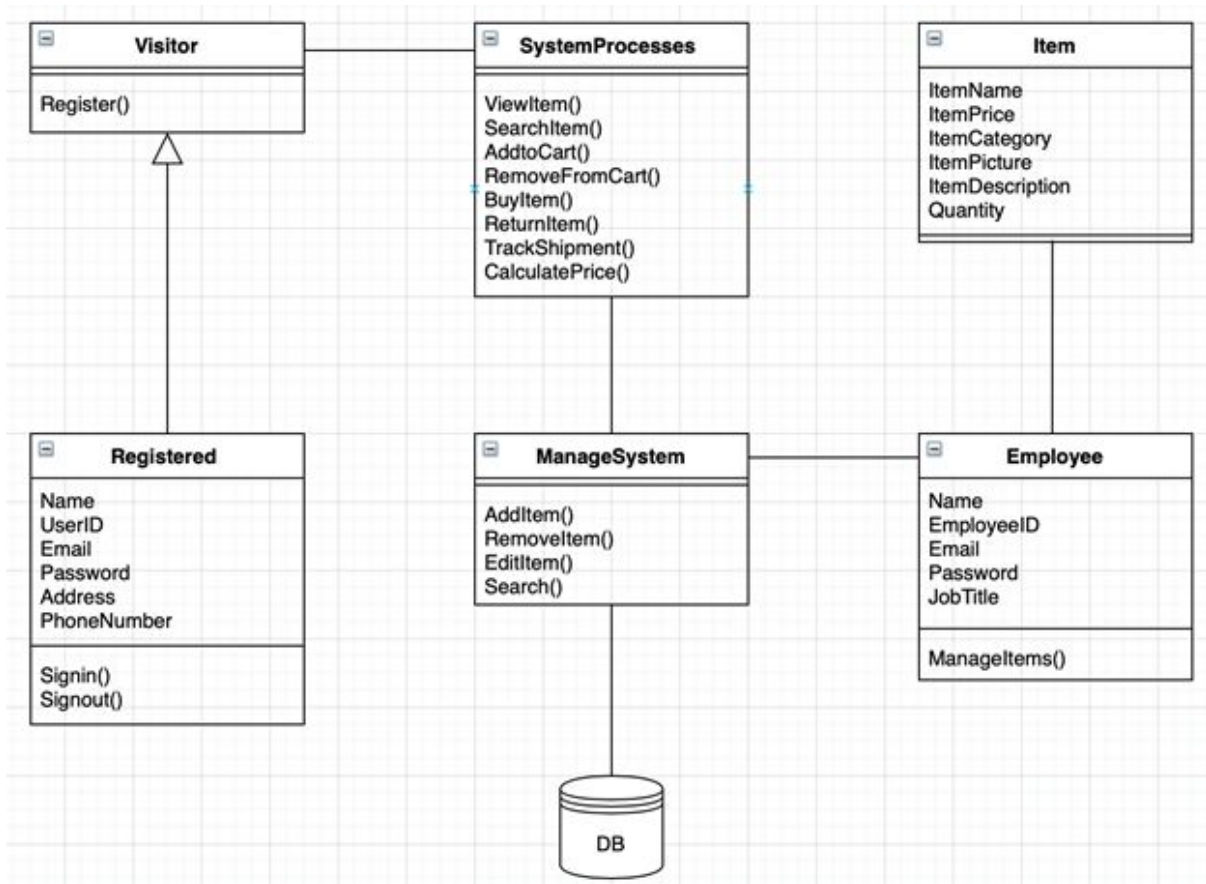 Visitor
Register()
SystemProcesses
ViewItem()
SearchItem()
AddtoCart()
RemoveFromCart()
BuyItem()
ReturnItem()
TrackShipment()
CalculatePrice()
Item
ItemName
ItemPrice
ItemCategory
ItemPicture
ItemDescription
Quantity
Registered
Name
UserID
Email
Password
Address
PhoneNumber
Signin()
Signout()
ManageSystem
AddItem()
RemoveItem()
EditItem()
Search()
Employee
Name
EmployeeID
Email
Password
JobTitle
ManageItems()
DB